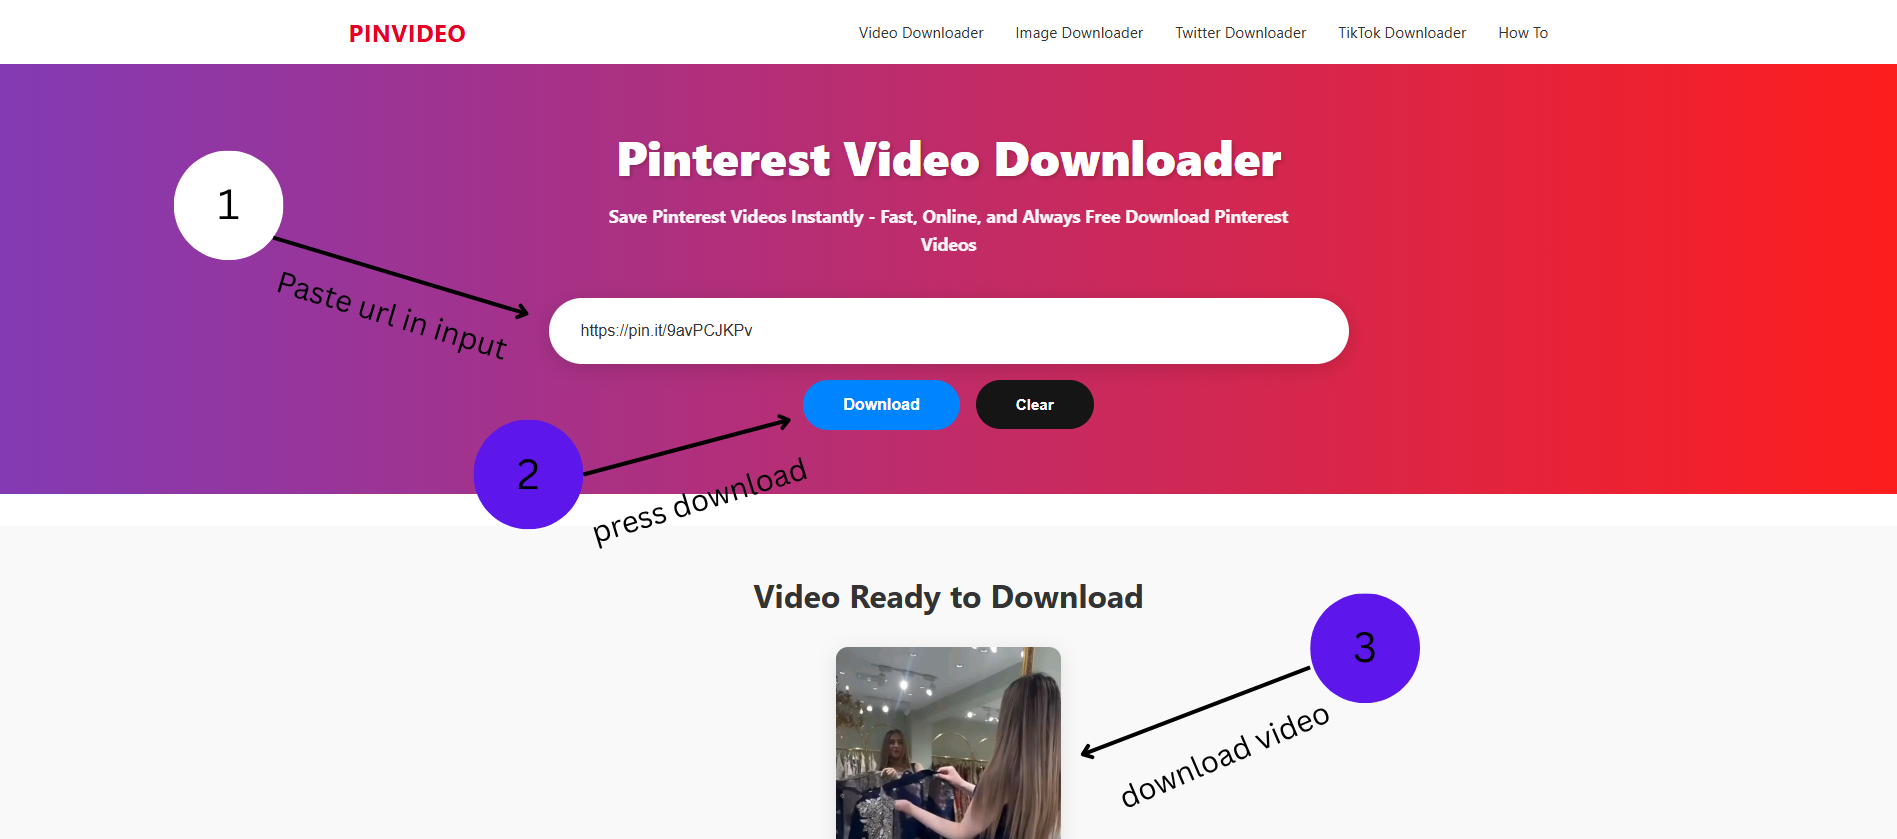 PINVIDEO
Video Downloader
Image Downloader
Twitter Downloader
TikTok Downloader
How To
Pinterest Video Downloader
Save Pinterest Videos Instantly - Fast, Online, and Always Free Download Pinterest
Videos
1
Paste url in input
https://pin.it/9avPCJKPv
Download
Clear
2
press download
Video Ready to Download
3
download video